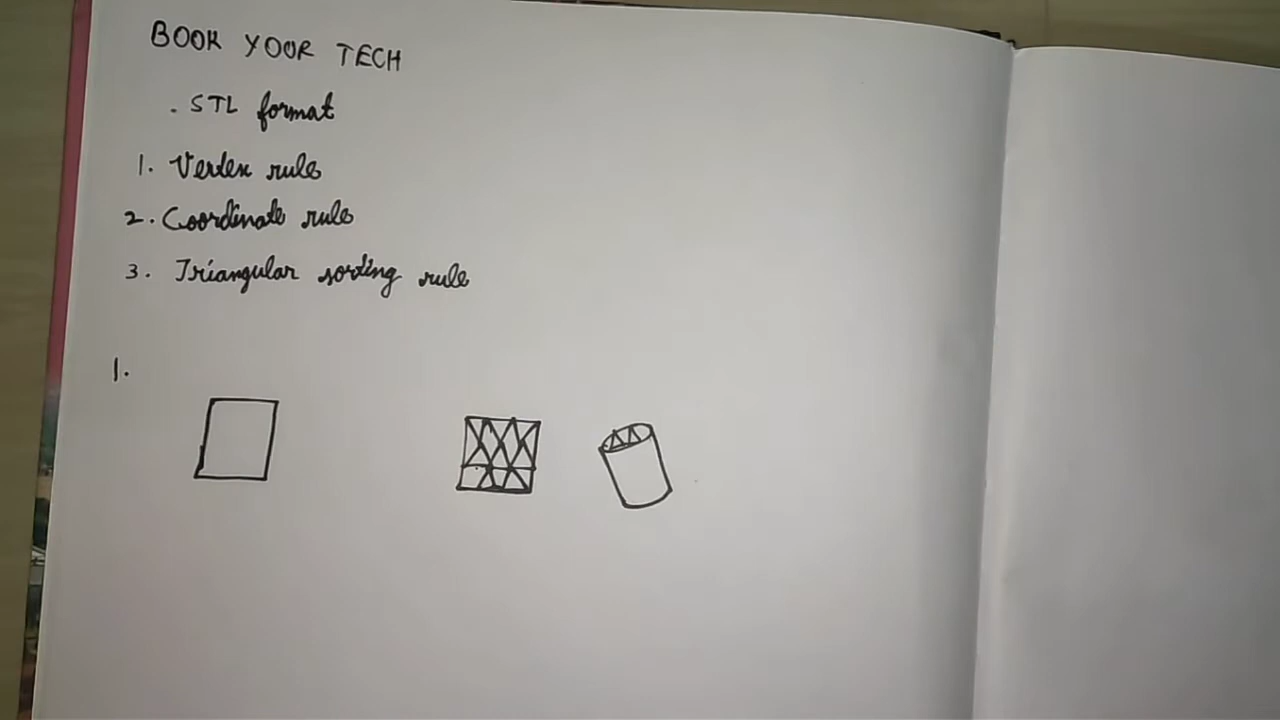 BOOK YOUR TECH
. STL format
1. Vertex rule
2. Coordinate rule
3. Triangular sorting rule
1.